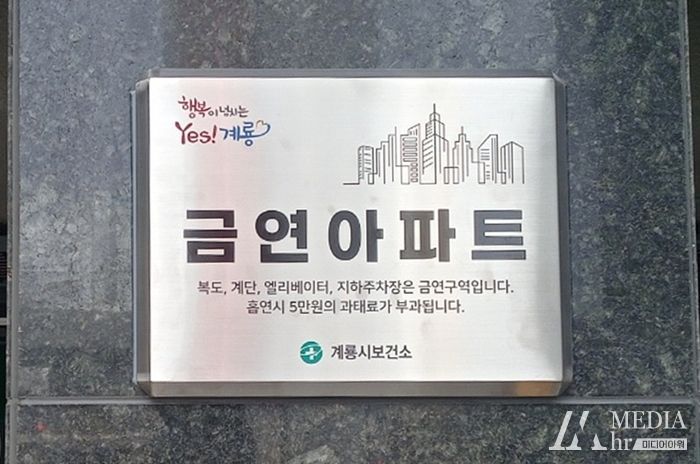 행복이 넘치는
Yes! 계룡
금연아파트
복도, 계단, 엘리베이터, 지하주차장은 금연구역입니다.
흡연시 5만원의 과태료가 부과됩니다.
계룡시보건소
MEDIA
hr 미디어아워